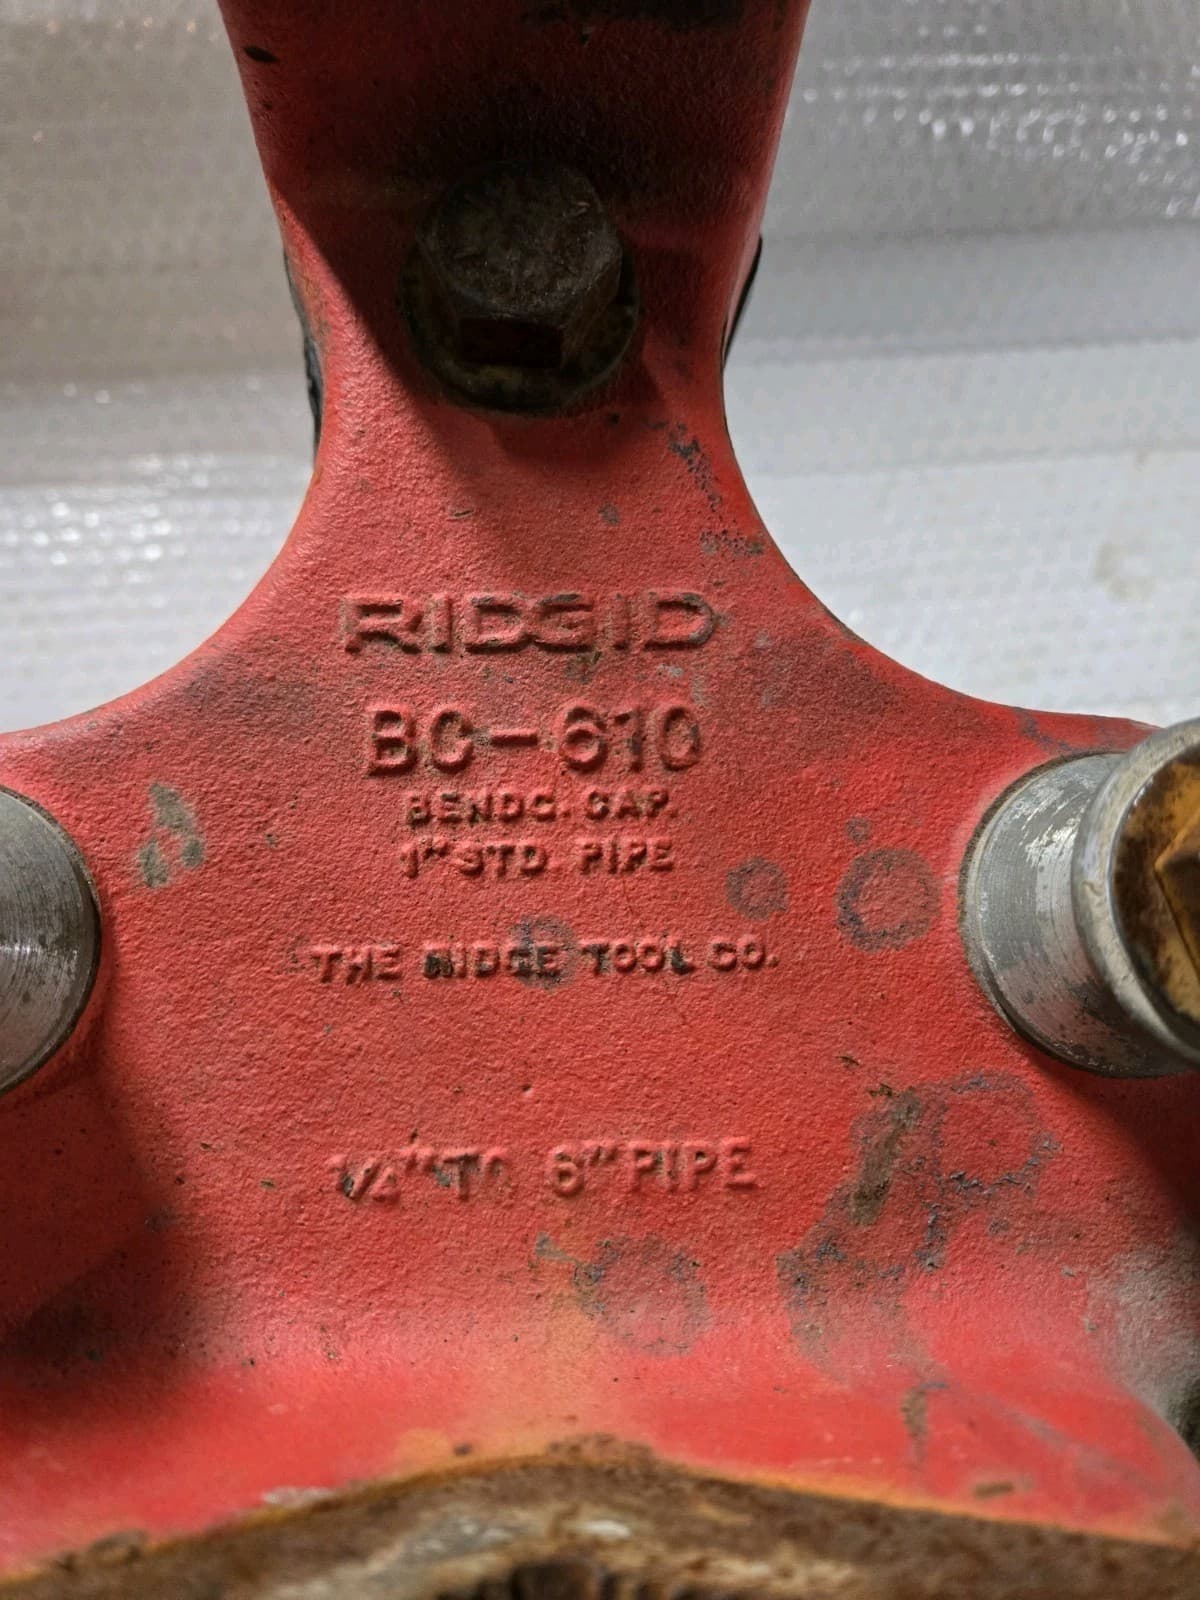 RIDGID
BC-610
BENDG. CAP.
1" STD. PIPE
THE RIDGE TOOL CO.
1/4" TO 6" PIPE